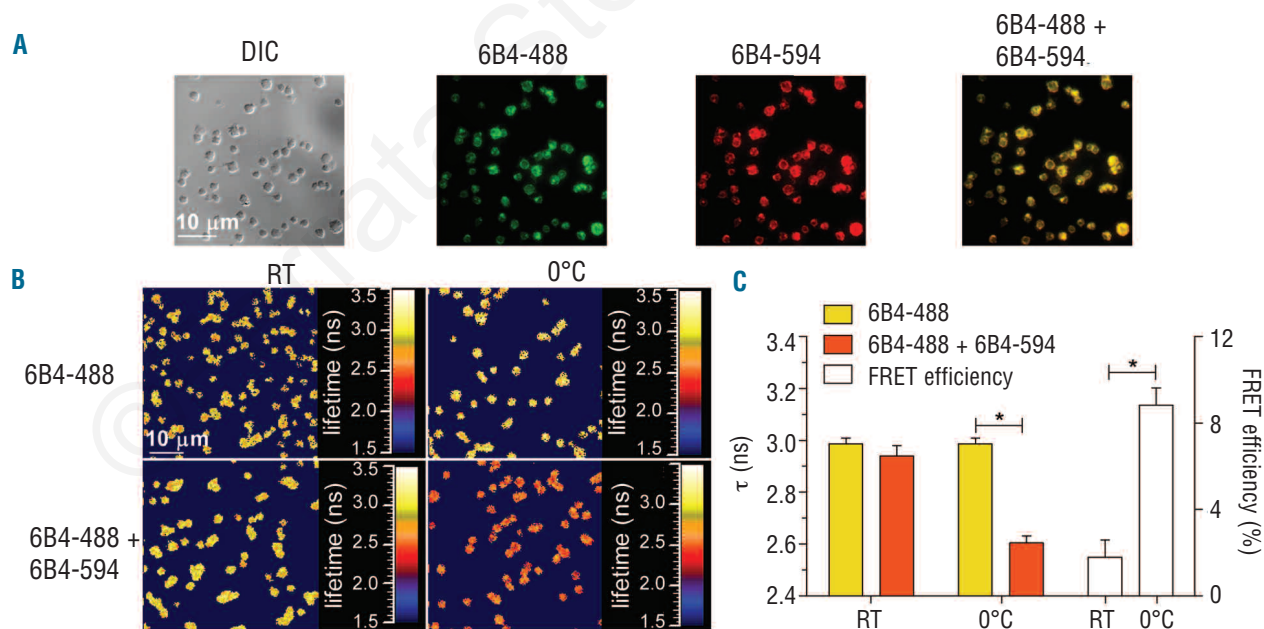 A
DIC
6B4-488
6B4-594
6B4-488 +
6B4-594
10 μm
B
RT
0°C
6B4-488
6B4-488 +
6B4-594
10 μm
3.5
3.0
2.5
2.0
1.5
lifetime (ns)
3.5
3.0
2.5
2.0
1.5
lifetime (ns)
3.5
3.0
2.5
2.0
1.5
lifetime (ns)
3.5
3.0
2.5
2.0
1.5
lifetime (ns)
C
6B4-488
6B4-488 + 6B4-594
FRET efficiency
3.4
3.2
3.0
2.8
2.6
2.4
τ (ns)
*
*
12
8
4
0
FRET efficiency (%)
RT
0°C
RT 0°C